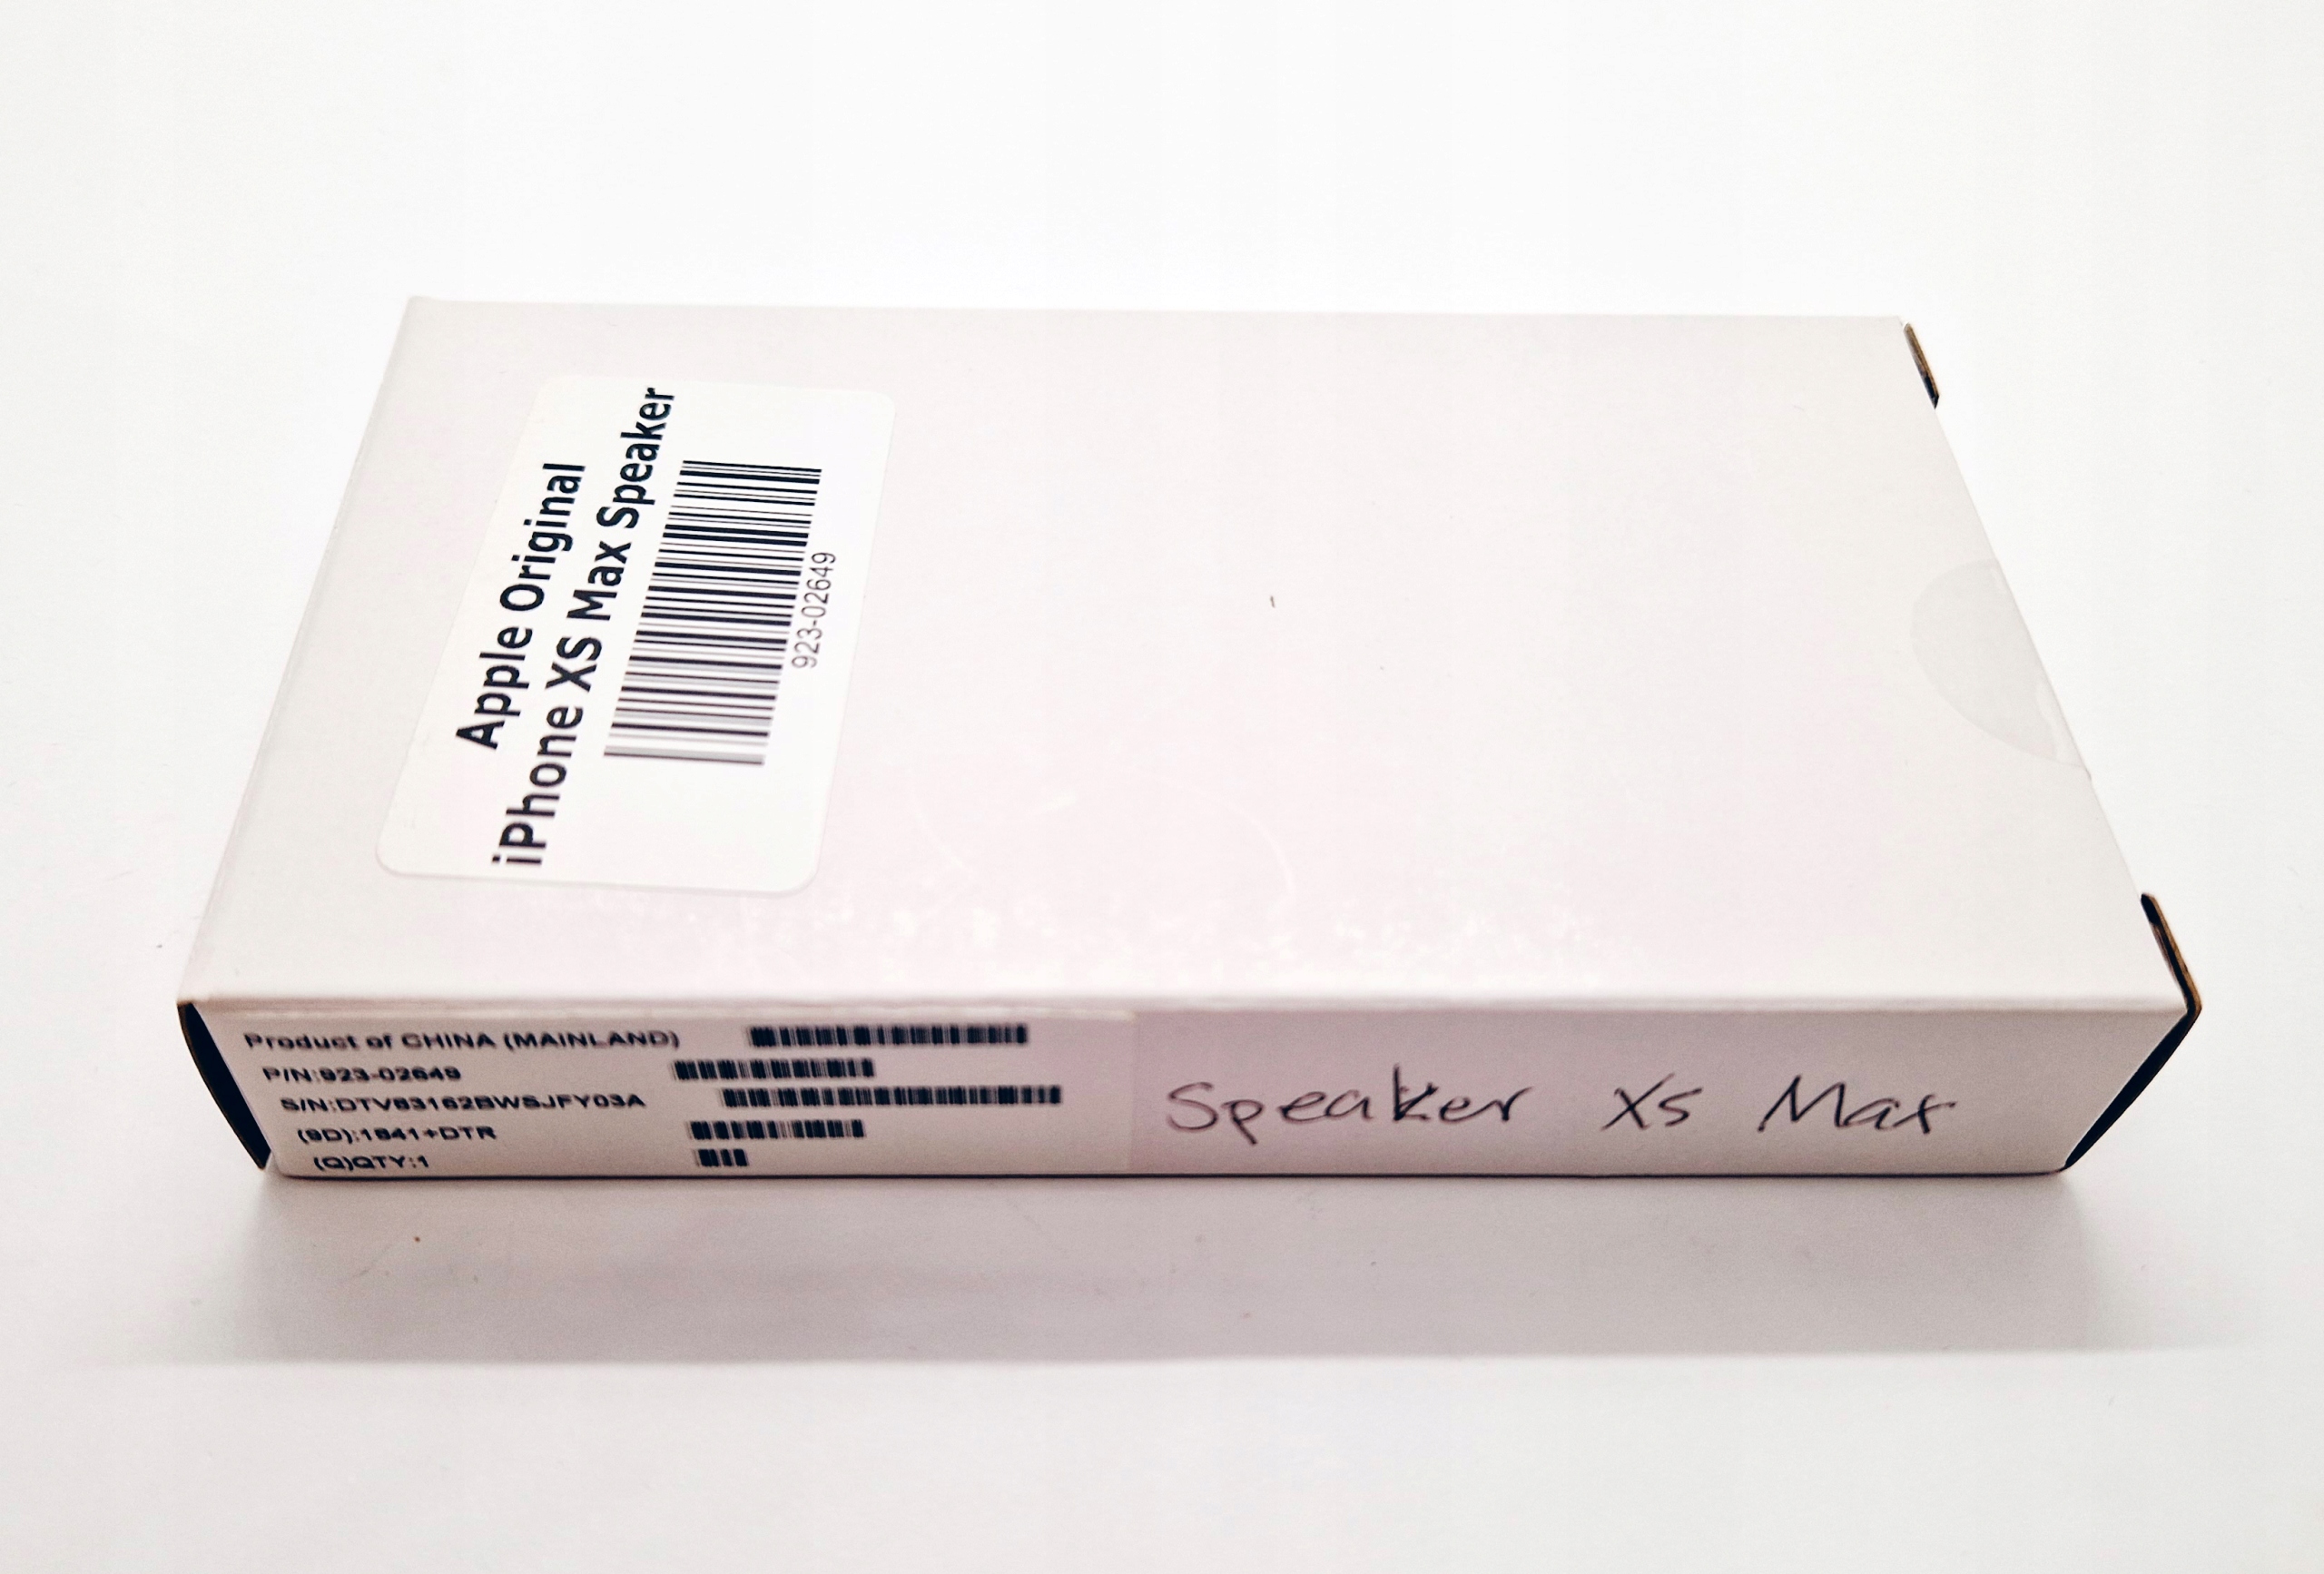 Apple Original
iPhone XS Max Speaker
923-02649
Product of CHINA (MAINLAND)
P/N:923-02649
S/N:DTV83162BWSJFY03A
(9D):1841+DTR
(Q)QTY:1
Speaker Xs Max